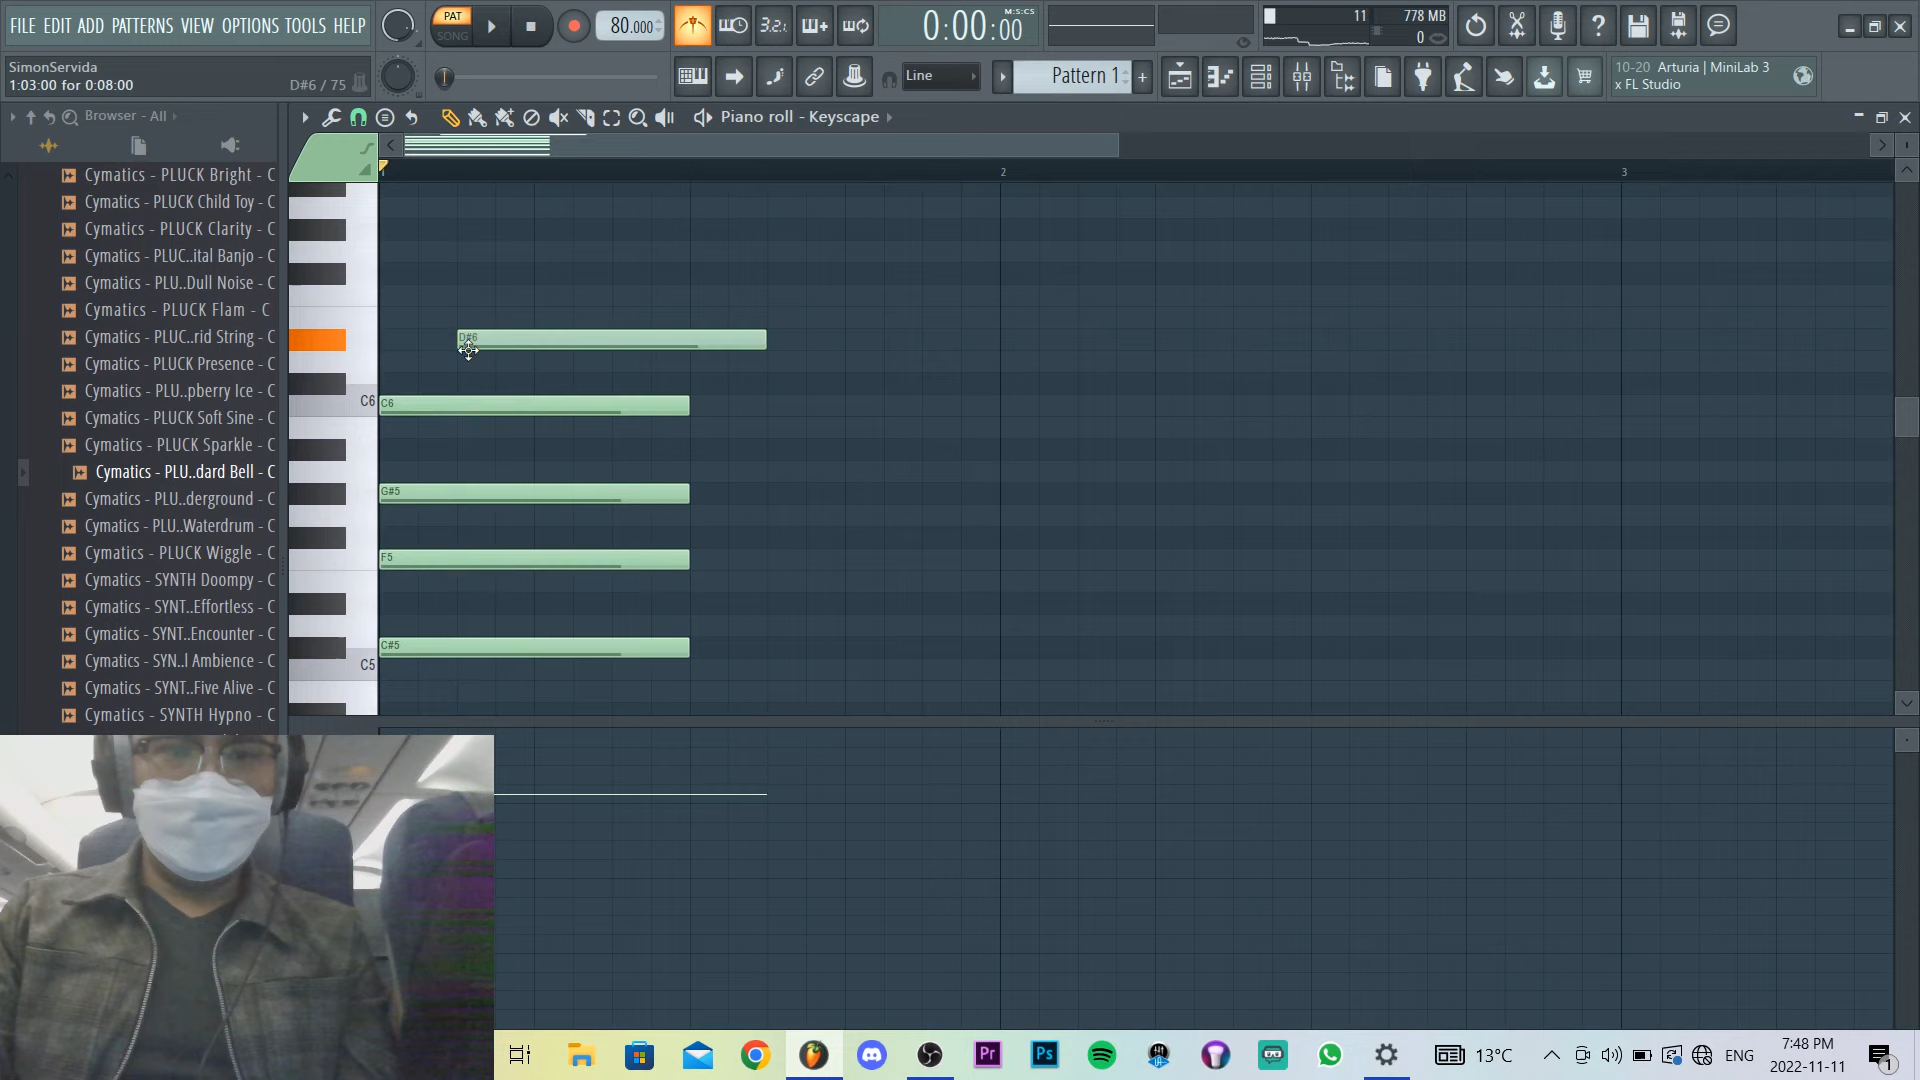 FILE EDIT ADD PATTERNS VIEW OPTIONS TOOLS HELP
PAT
SONG
80.000
3.2.1
0:00:00
M:S:CS
11
778 MB
0
SimonServida
1:03:00 for 0:08:00
D#6 / 75
Line
Pattern 1
10-20 Arturia | MiniLab 3
x FL Studio
Browser - All
Piano roll - Keyscape
1
2
3
Cymatics - PLUCK Bright - C
Cymatics - PLUCK Child Toy - C
Cymatics - PLUCK Clarity - C
Cymatics - PLUC..ital Banjo - C
Cymatics - PLU..Dull Noise - C
Cymatics - PLUCK Flam - C
Cymatics - PLUC..rid String - C
Cymatics - PLUCK Presence - C
Cymatics - PLU..pberry Ice - C
Cymatics - PLUCK Soft Sine - C
Cymatics - PLUCK Sparkle - C
Cymatics - PLU..dard Bell - C
Cymatics - PLU..derground - C
Cymatics - PLU..Waterdrum - C
Cymatics - PLUCK Wiggle - C
Cymatics - SYNTH Doompy - C
Cymatics - SYNT..Effortless - C
Cymatics - SYNT..Encounter - C
Cymatics - SYN..l Ambience - C
Cymatics - SYNT..Five Alive - C
Cymatics - SYNTH Hypno - C
D#6
C6
C6
G#5
F5
C#5
C5
Pr
Ps
13°C
ENG
7:48 PM
2022-11-11
1